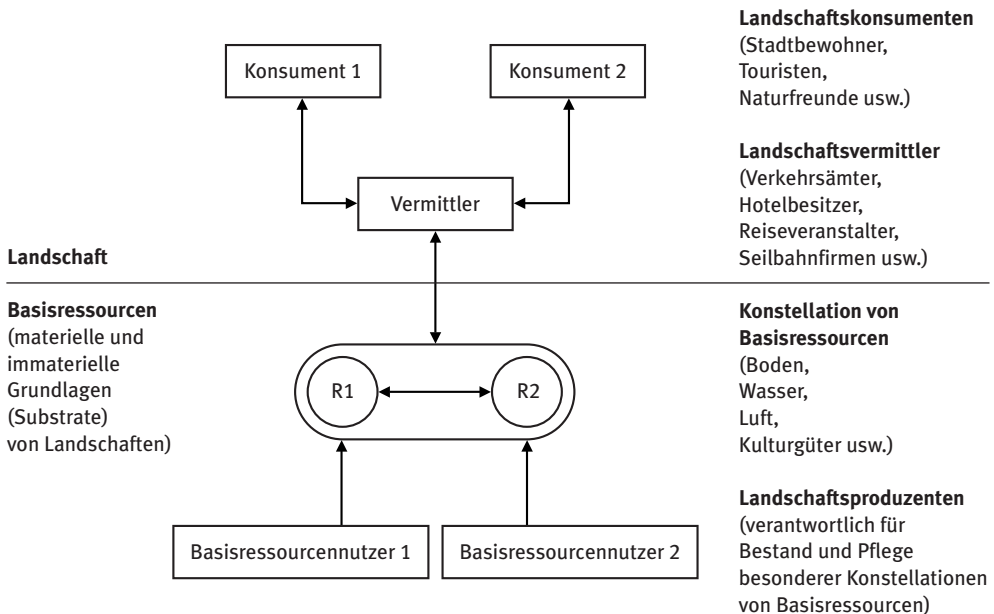 Konsument 1
Konsument 2
Vermittler
Landschaftskonsumenten
(Stadtbewohner,
Touristen,
Naturfreunde usw.)
Landschaftsvermittler
(Verkehrsämter,
Hotelbesitzer,
Reiseveranstalter,
Seilbahnfirmen usw.)
Landschaft
Basisressourcen
(materielle und
immaterielle
Grundlagen
(Substrate)
von Landschaften)
R1
R2
Basisressourcennutzer 1
Basisressourcennutzer 2
Konstellation von
Basisressourcen
(Boden,
Wasser,
Luft,
Kulturgüter usw.)
Landschaftsproduzenten
(verantwortlich für
Bestand und Pflege
besonderer Konstellationen
von Basisressourcen)